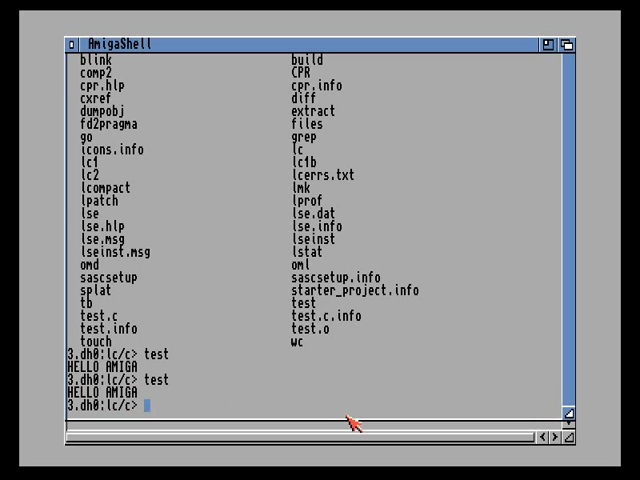 AmigaShell
blink build
comp2 CPR
cpr.hlp cpr.info
cxref diff
dumpobj extract
fd2pragma files
go grep
icons.info lc
lc1 lc1b
lc2 lcerrs.txt
lcompact lmk
lpatch lprof
lse lse.dat
lse.hlp lse.info
lse.msg lseinst
lseinst.msg lstat
omd oml
sascsetup sascsetup.info
splat starter_project.info
tb test
test.c test.c.info
test.info test.o
touch wc
3.dh0:lc/c> test
HELLO AMIGA
3.dh0:lc/c> test
HELLO AMIGA
3.dh0:lc/c>